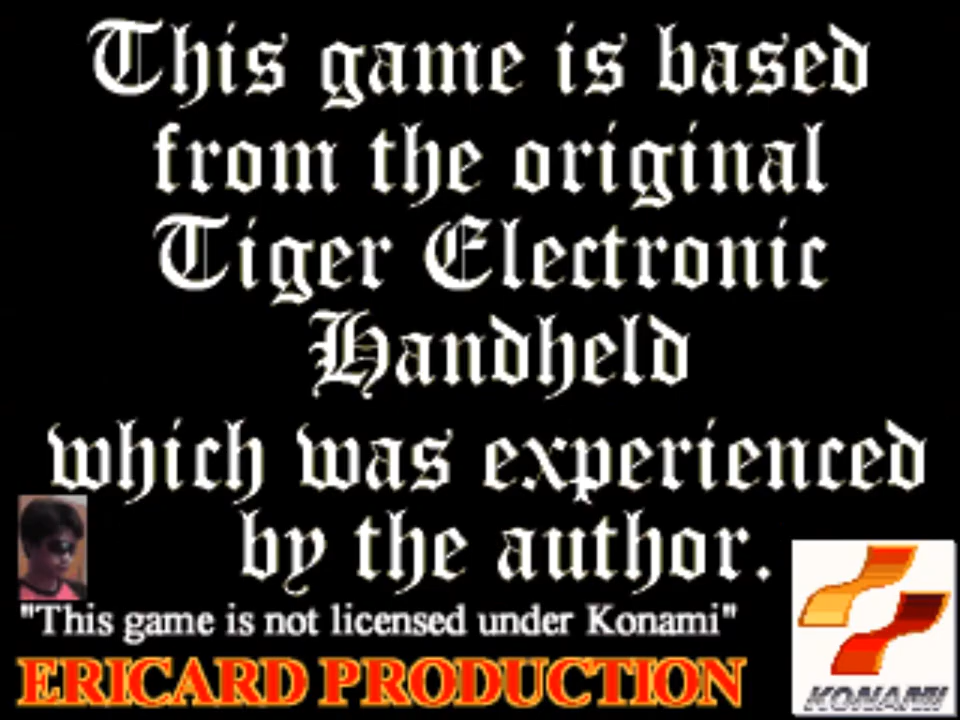 This game is based
from the original
Tiger Electronic
Handheld
which was experienced
by the author.
"This game is not licensed under Konami"
ERICARD PRODUCTION
KONAMI